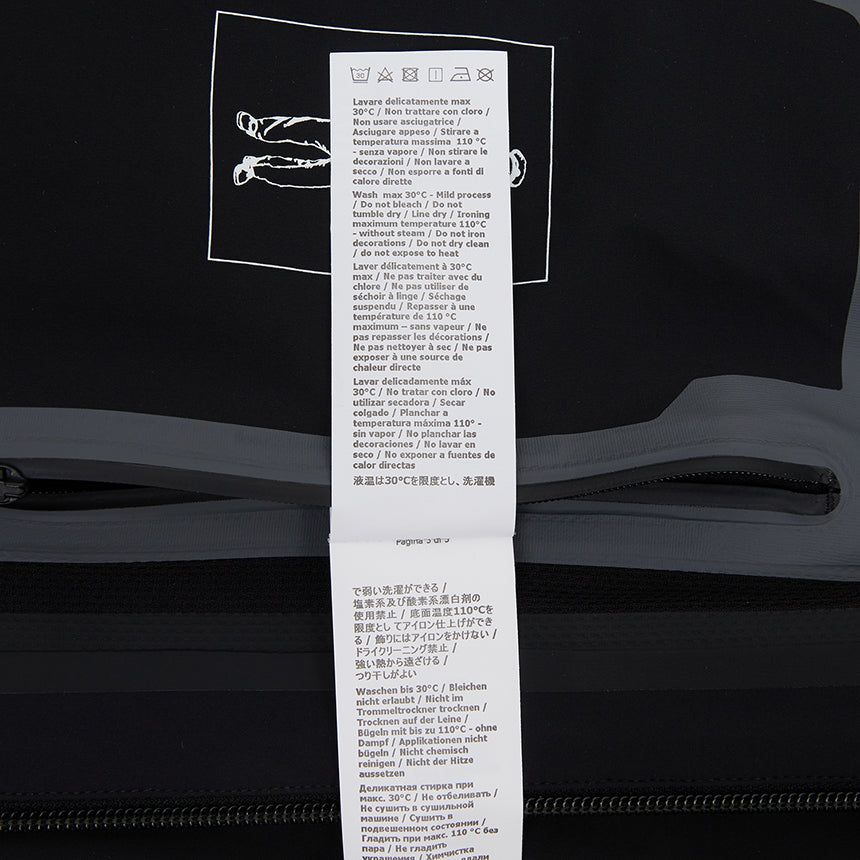 30
Lavare delicatamente max
30°C / Non trattare con cloro /
Non usare asciugatrice /
Asciugare appeso / Stirare a
temperatura massima 110 °C
- senza vapore / Non stirare le
decorazioni / Non lavare a
secco / Non esporre a fonti di
calore dirette
Wash max 30°C - Mild process
/ Do not bleach / Do not
tumble dry / Line dry / Ironing
maximum temperature 110°C
- without steam / Do not iron
decorations / Do not dry clean
/ do not expose to heat
Laver délicatement à 30°C
max / Ne pas traiter avec du
chlore / Ne pas utiliser de
séchoir à linge / Séchage
suspendu / Repasser à une
température de 110 °C
maximum – sans vapeur / Ne
pas repasser les décorations /
Ne pas nettoyer à sec / Ne pas
exposer à une source de
chaleur directe
Lavar delicadamente máx
30°C / No tratar con cloro / No
utilizar secadora / Secar
colgado / Planchar a
temperatura máxima 110° -
sin vapor / No planchar las
decoraciones / No lavar en
seco / No exponer a fuentes de
calor directas
液温は30°Cを限度とし、洗濯機
Pagina 3 di 5
で弱い洗濯ができる /
塩素系及び酸素系漂白剤の
使用禁止 / 底面温度110°Cを
限度としてアイロン仕上げができ
る / 飾りにはアイロンをかけない /
ドライクリーニング禁止 /
強い熱から遠ざける /
つり干しがよい
Waschen bis 30°C / Bleichen
nicht erlaubt / Nicht im
Trommeltrockner trocknen /
Trocknen auf der Leine /
Bügeln mit bis zu 110°C - ohne
Dampf / Applikationen nicht
bügeln / Nicht chemisch
reinigen / Nicht der Hitze
aussetzen
Деликатная стирка при
макс. 30°C / Не отбеливать /
Не сушить в сушильной
машине / Сушить в
подвешенном состоянии /
Гладить при макс. 110 °C без
пара / Не гладить
украшения / Химчистка